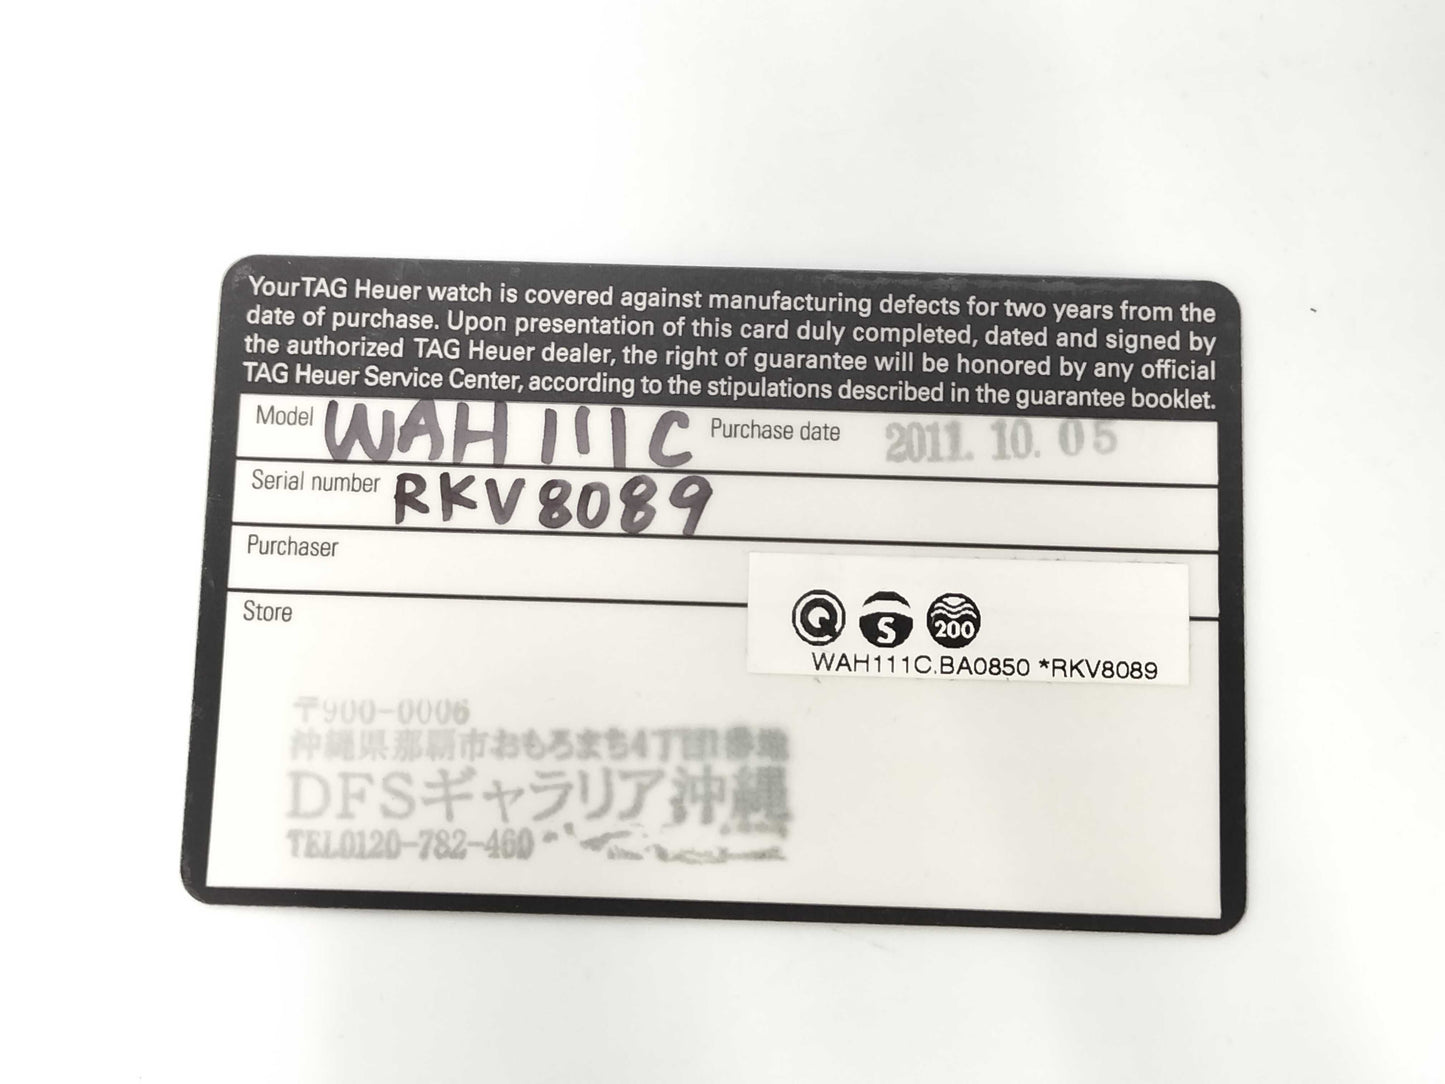 Your TAG Heuer watch is covered against manufacturing defects for two years from the
date of purchase. Upon presentation of this card duly completed, dated and signed by
the authorized TAG Heuer dealer, the right of guarantee will be honored by any official
TAG Heuer Service Center, according to the stipulations described in the guarantee booklet.
Model WAH111C Purchase date 2011. 10. 05
Serial number RKV8089
Purchaser
Store
Q S 200
WAH111C.BA0850 *RKV8089
〒900-0006
沖縄県那覇市おもろまち4丁目1番地
DFSギャラリア沖縄
TEL0120-782-460